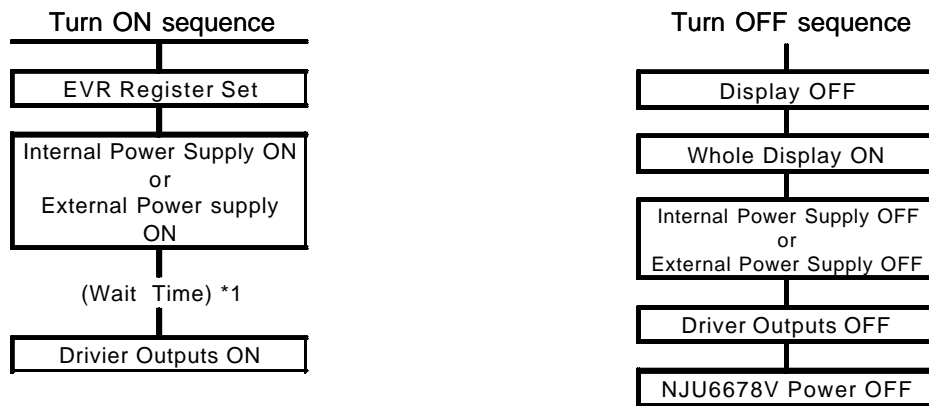 Turn ON sequence
EVR Register Set
Internal Power Supply ON
or
External Power supply
ON
(Wait Time) *1
Drivier Outputs ON
Turn OFF sequence
Display OFF
Whole Display ON
Internal Power Supply OFF
or
External Power Supply OFF
Driver Outputs OFF
NJU6678V Power OFF